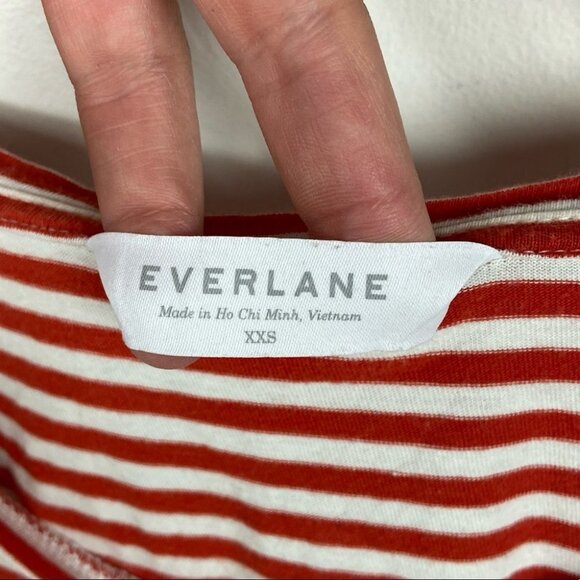 EVERLANE
Made in Ho Chi Minh, Vietnam
XXS